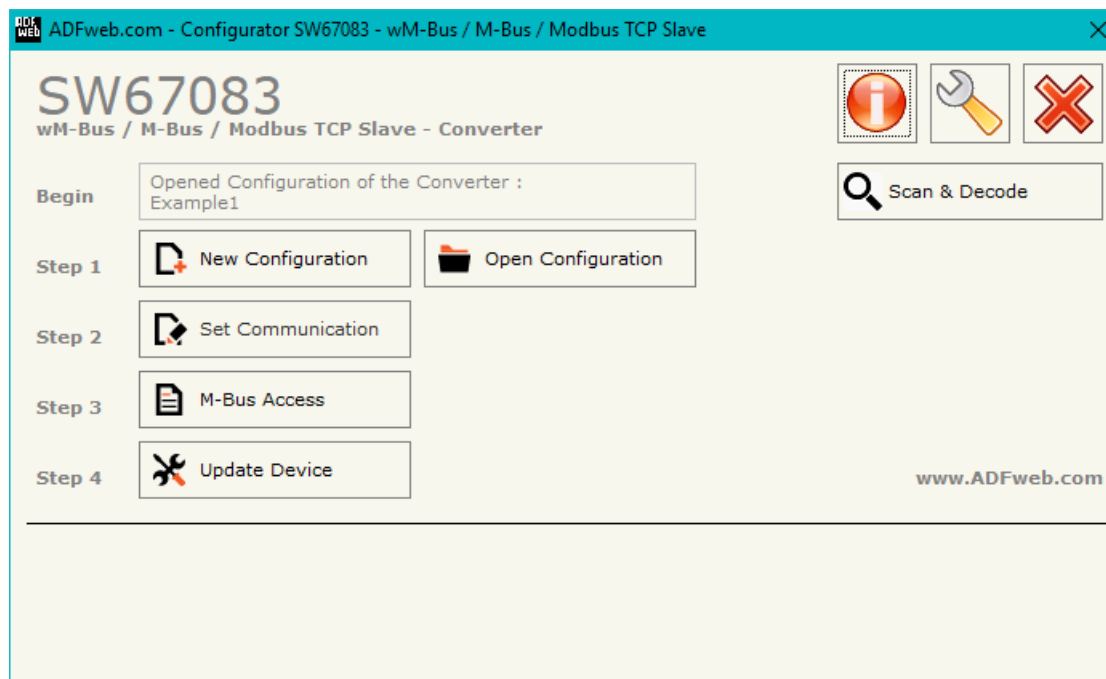 ADF WEB
ADFweb.com - Configurator SW67083 - wM-Bus / M-Bus / Modbus TCP Slave
SW67083
wM-Bus / M-Bus / Modbus TCP Slave - Converter
Begin
Opened Configuration of the Converter :
Example1
Scan & Decode
Step 1
New Configuration
Open Configuration
Step 2
Set Communication
Step 3
M-Bus Access
Step 4
Update Device
www.ADFweb.com